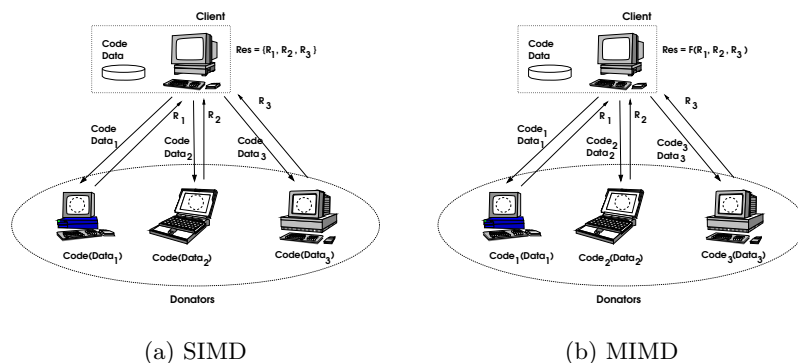 Client
Code
Data
Res = {R1, R2, R3 }
R1
R2
R3
Code
Data1
Code
Data2
Code
Data3
Code(Data1)
Code(Data2)
Code(Data3)
Donators
(a) SIMD
Client
Code
Data
Res = F(R1, R2, R3 )
R1
R2
R3
Code1
Data1
Code2
Data2
Code3
Data3
Code1(Data1)
Code2(Data2)
Code3(Data3)
Donators
(b) MIMD